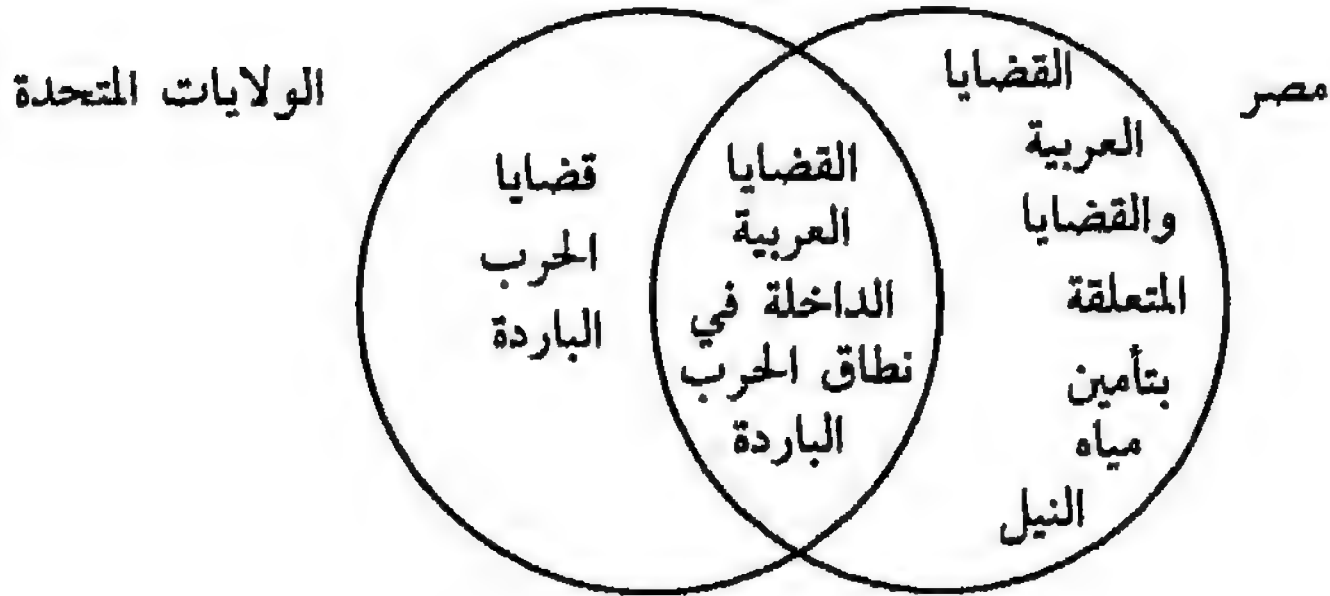 مصر
القضايا
العربية
والقضايا
المتعلقة
بتأمين
مياه
النيل
القضايا
العربية
الداخلة في
نطاق الحرب
الباردة
قضايا
الحرب
الباردة
الولايات المتحدة